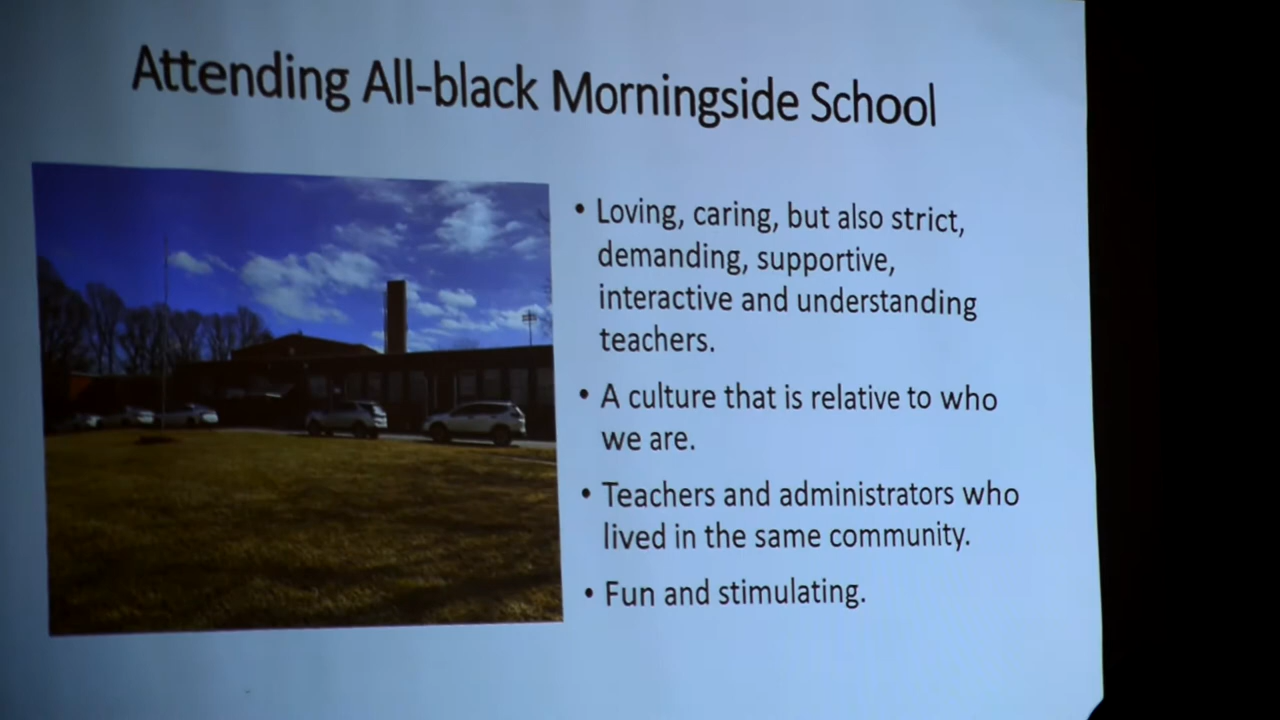 Attending All-black Morningside School
• Loving, caring, but also strict,
demanding, supportive,
interactive and understanding
teachers.
• A culture that is relative to who
we are.
• Teachers and administrators who
lived in the same community.
• Fun and stimulating.